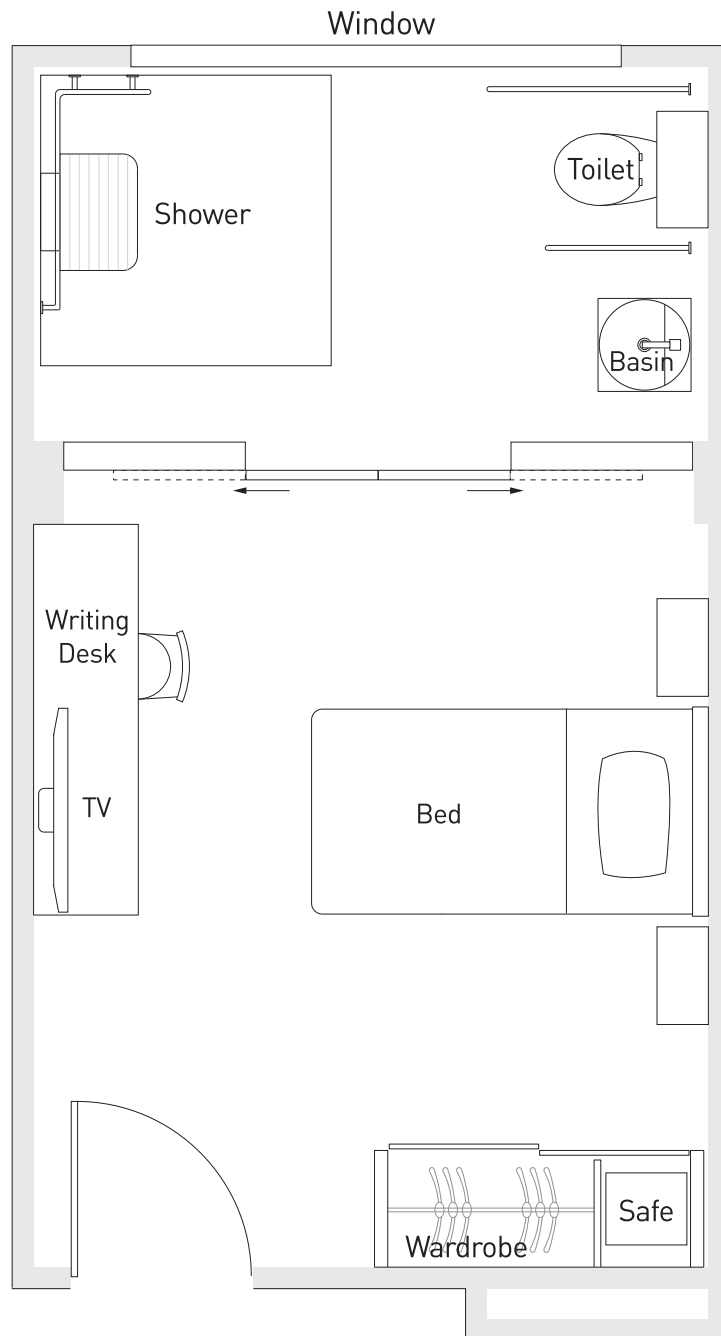 Window
Toilet
Shower
Basin
Writing
Desk
TV
Bed
Safe
Wardrobe